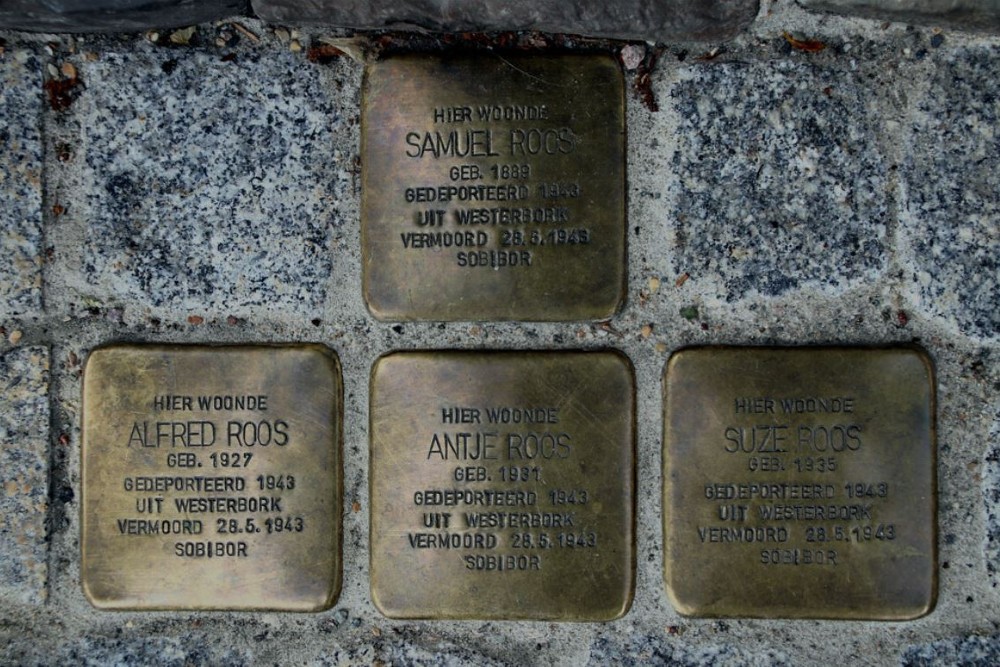 HIER WOONDE
SAMUEL ROOS
GEB. 1889
GEDEPORTEERD 1943
UIT WESTERBORK
VERMOORD 28.5.1943
SOBIBOR
HIER WOONDE
ALFRED ROOS
GEB. 1927
GEDEPORTEERD 1943
UIT WESTERBORK
VERMOORD 28.5.1943
SOBIBOR
HIER WOONDE
ANTJE ROOS
GEB. 1931
GEDEPORTEERD 1943
UIT WESTERBORK
VERMOORD 28.5.1943
SOBIBOR
HIER WOONDE
SUZE ROOS
GEB. 1935
GEDEPORTEERD 1943
UIT WESTERBORK
VERMOORD 28.5.1943
SOBIBOR